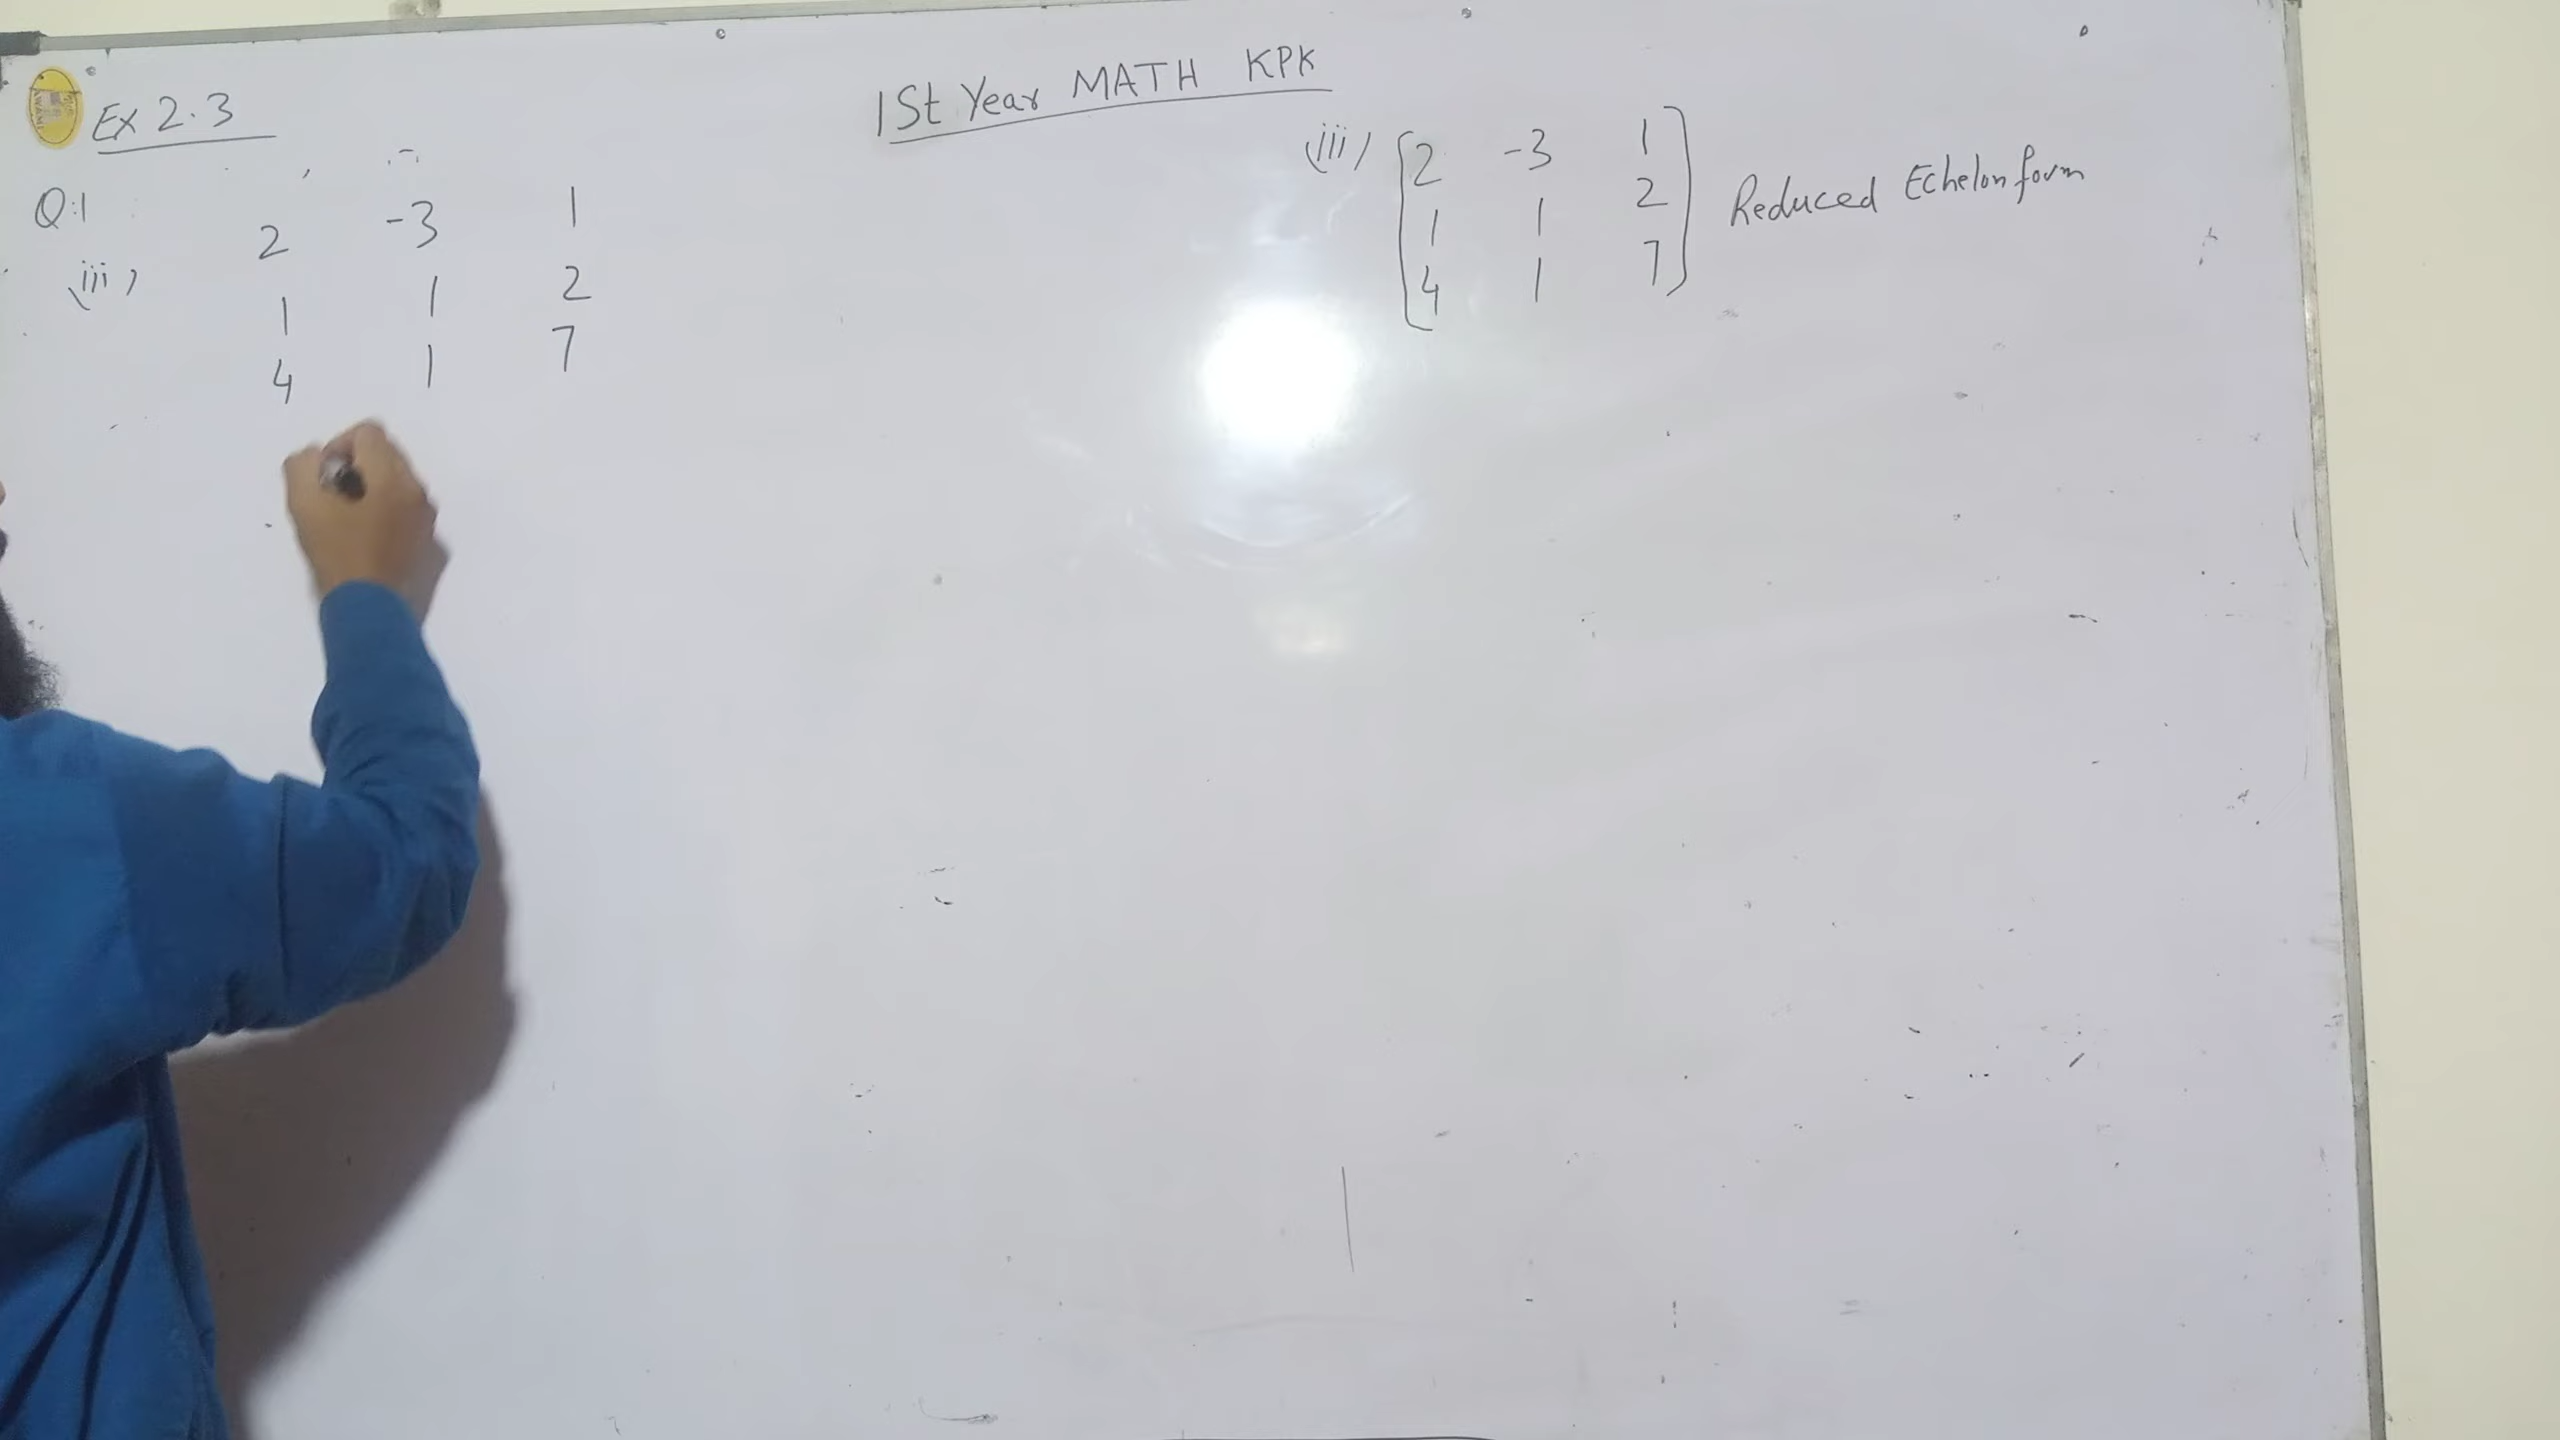 1St Year MATH KPK
Ex 2.3
Q:1
(iii)
2 -3 1
1 1 2
4 1 7
(iii)
2 -3 1
1 1 2
4 1 7
Reduced Echelon form